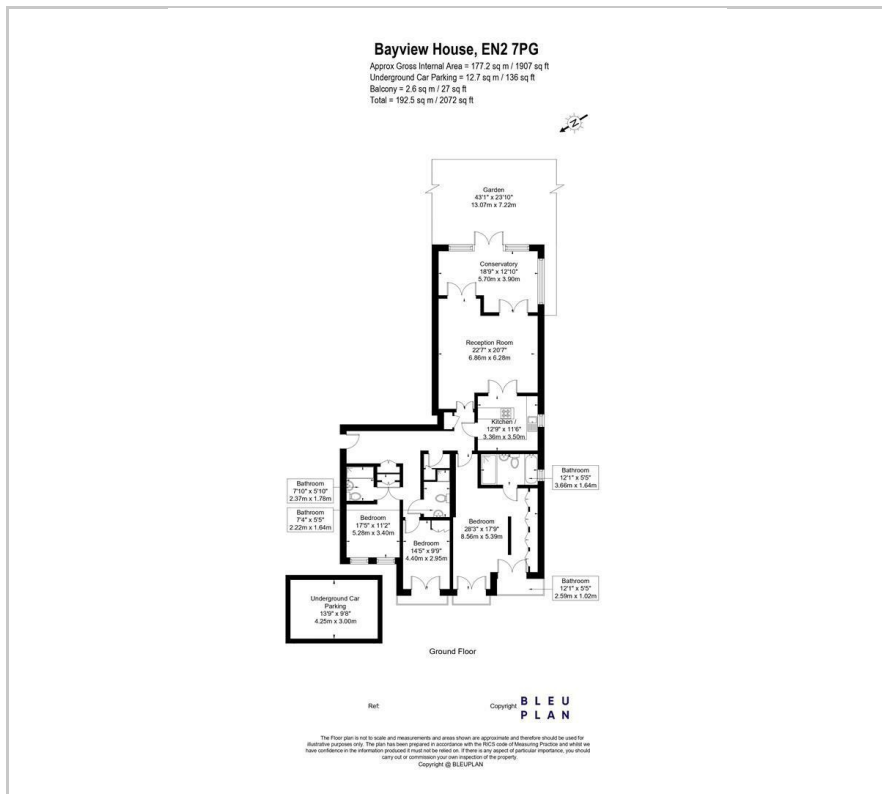 Bayview House, EN2 7PG
Approx Gross Internal Area = 177.2 sq m / 1907 sq ft
Underground Car Parking = 12.7 sq m / 136 sq ft
Balcony = 2.6 sq m / 27 sq ft
Total = 192.5 sq m / 2072 sq ft
N
Garden
43'1" x 23'10"
13.07m x 7.22m
Conservatory
18'9" x 12'10"
5.70m x 3.90m
Reception Room
22'7" x 20'7"
6.86m x 6.28m
Kitchen /
12'9" x 11'6"
3.36m x 3.50m
Bathroom
12'1" x 5'5"
3.66m x 1.64m
Bathroom
7'10" x 5'10"
2.37m x 1.78m
Bathroom
7'4" x 5'5"
2.22m x 1.64m
Bedroom
17'5" x 11'2"
5.28m x 3.40m
Bedroom
14'5" x 9'9"
4.40m x 2.95m
Bedroom
28'3" x 17'9"
8.56m x 5.39m
Bathroom
12'1" x 5'5"
2.59m x 1.02m
Underground Car
Parking
13'9" x 9'8"
4.25m x 3.00m
Ground Floor
Ref:
Copyright
BLEU
PLAN
The Floor plan is not to scale and measurements and areas shown are approximate and therefore should be used for
illustrative purposes only. The plan has been prepared in accordance with the RICS code of Measuring Practice and whilst we
have confidence in the information produced it must not be relied on. If there is any aspect of particular importance, you should
carry out or commission your own inspection of the property.
Copyright @ BLEUPLAN